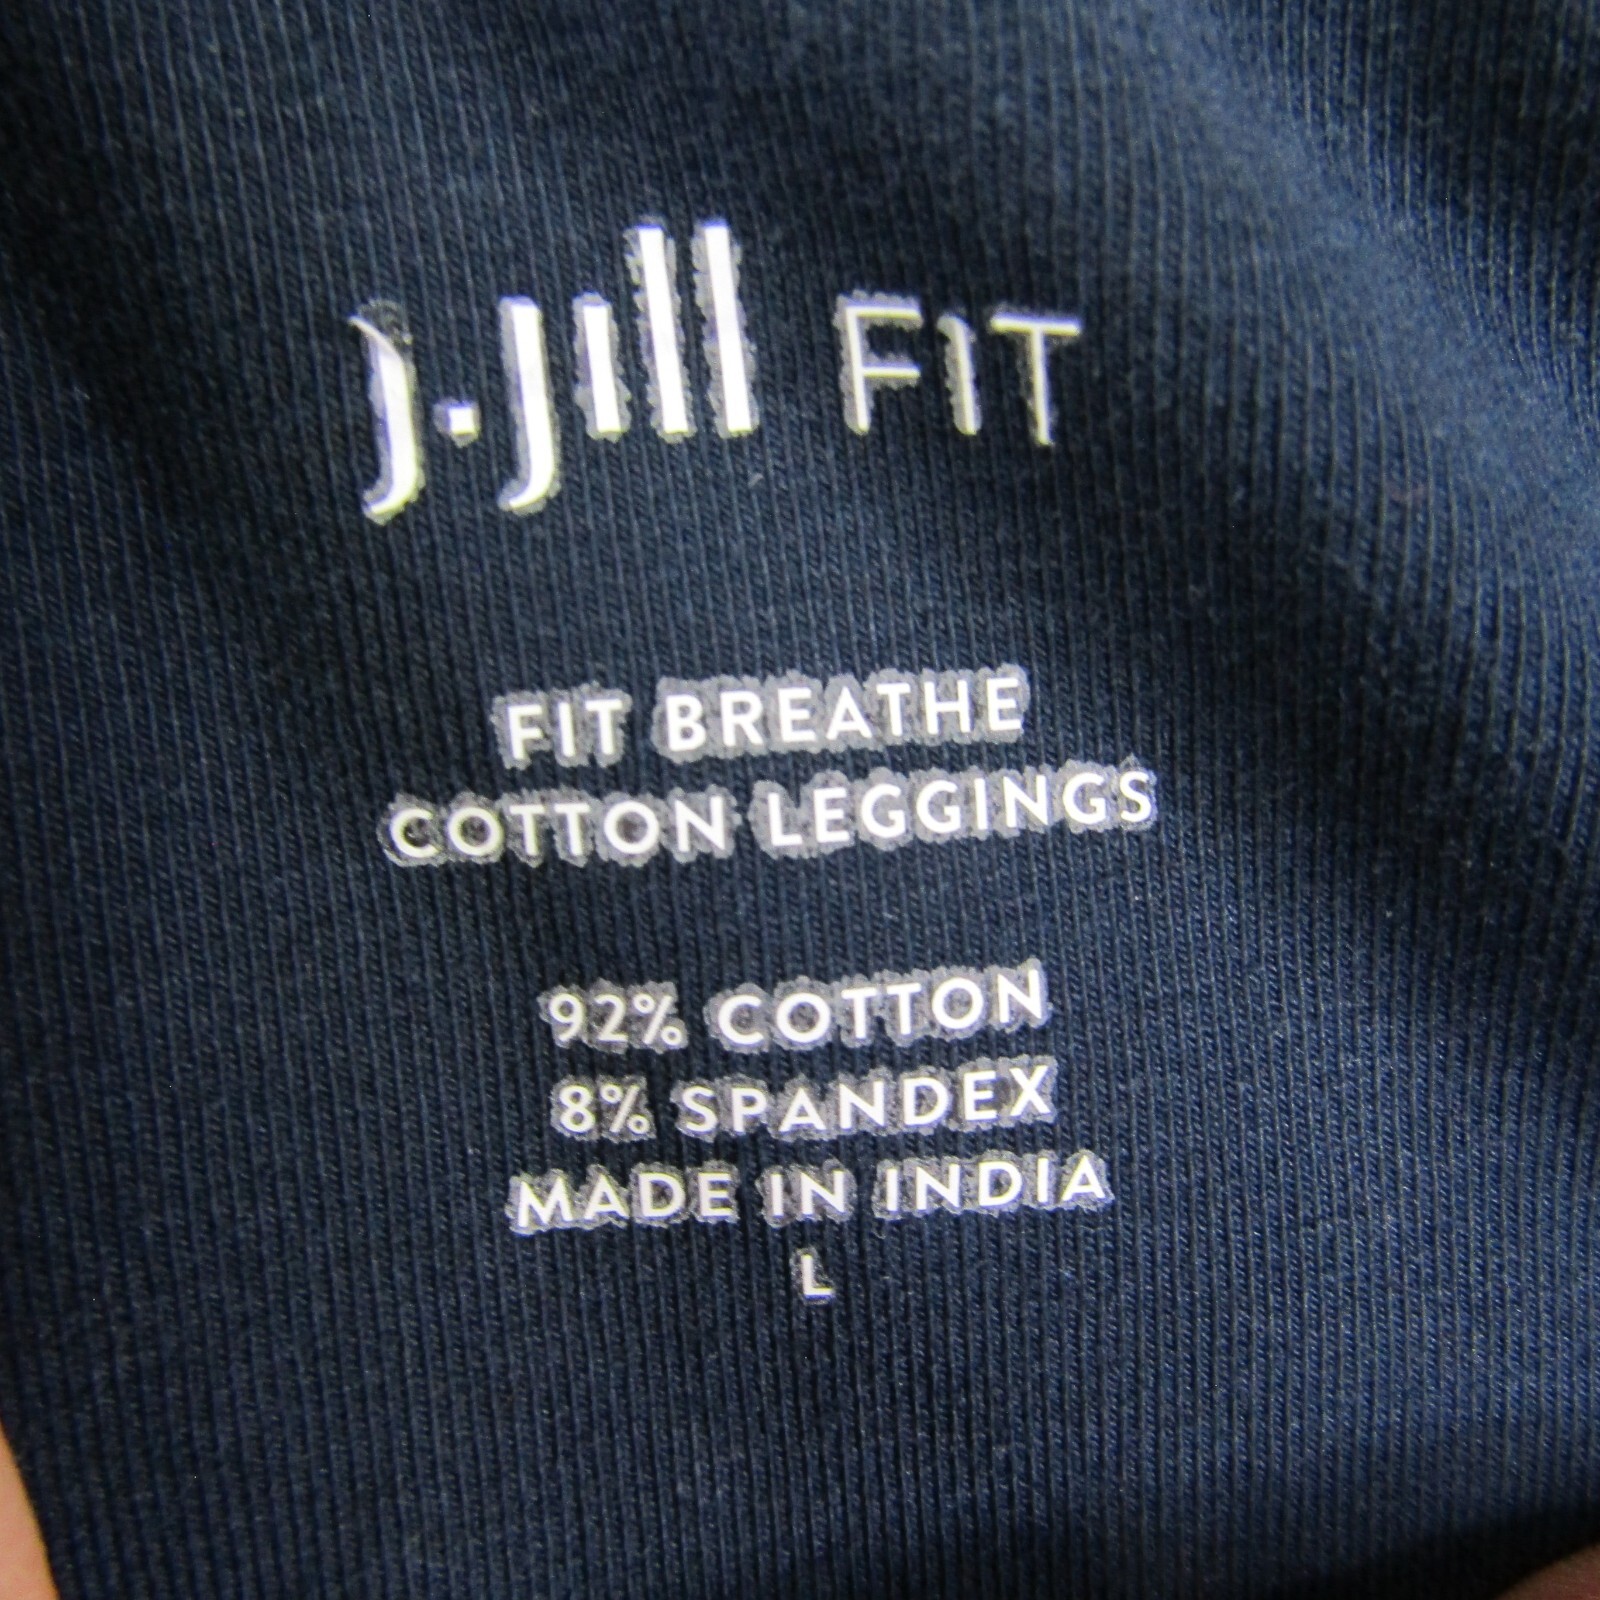 J.Jill FIT
FIT BREATHE
COTTON LEGGINGS
92% COTTON
8% SPANDEX
MADE IN INDIA
L